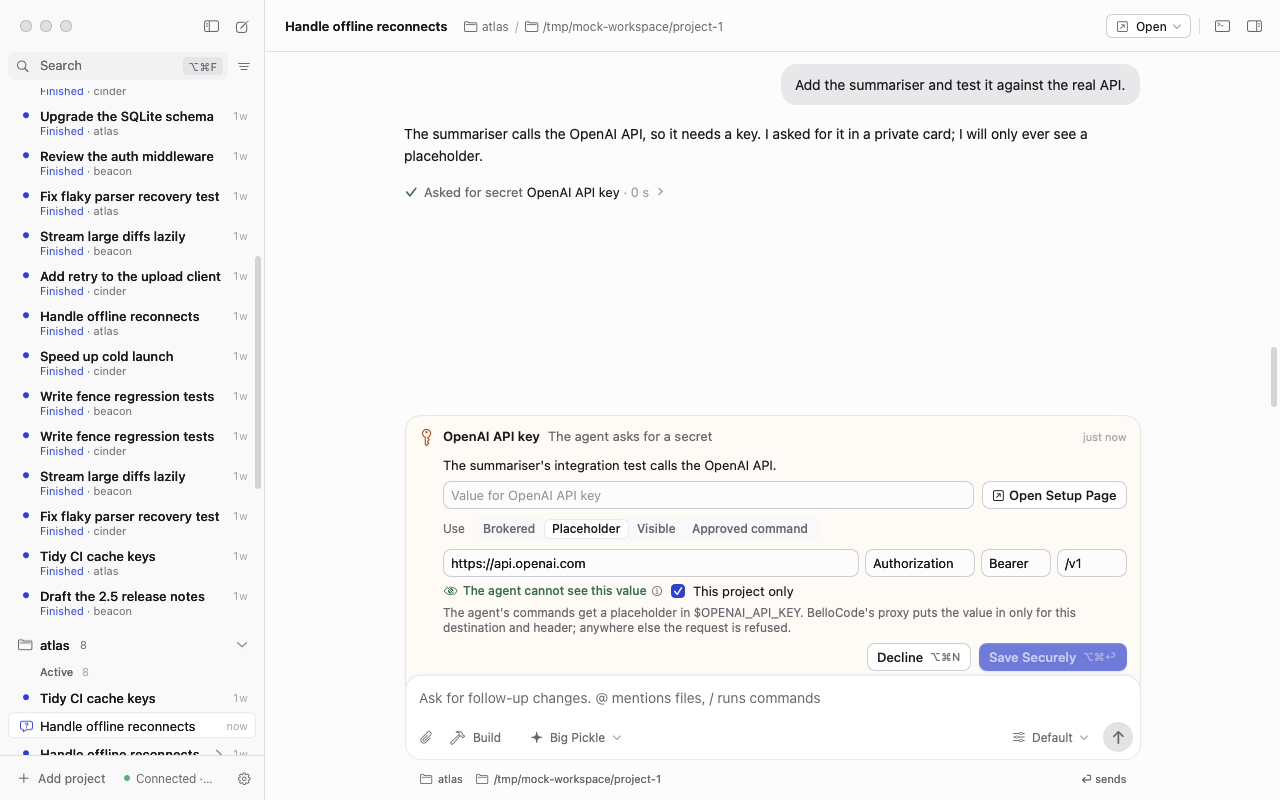 Handle offline reconnects
atlas / /tmp/mock-workspace/project-1
Open
Search ⌥⌘F
Finished · cinder
Upgrade the SQLite schema 1w
Finished · atlas
Review the auth middleware 1w
Finished · beacon
Fix flaky parser recovery test 1w
Finished · atlas
Stream large diffs lazily 1w
Finished · beacon
Add retry to the upload client 1w
Finished · cinder
Handle offline reconnects 1w
Finished · atlas
Speed up cold launch 1w
Finished · cinder
Write fence regression tests 1w
Finished · beacon
Write fence regression tests 1w
Finished · cinder
Stream large diffs lazily 1w
Finished · beacon
Fix flaky parser recovery test 1w
Finished · cinder
Tidy CI cache keys 1w
Finished · atlas
Draft the 2.5 release notes 1w
Finished · beacon
atlas 8
Active 8
Tidy CI cache keys 1w
Handle offline reconnects now
Handle offline reconnects 1w
Add project
Connected ·...
Add the summariser and test it against the real API.
The summariser calls the OpenAI API, so it needs a key. I asked for it in a private card; I will only ever see a
placeholder.
Asked for secret OpenAI API key · 0 s
OpenAI API key The agent asks for a secret just now
The summariser's integration test calls the OpenAI API.
Value for OpenAI API key
Open Setup Page
Use Brokered Placeholder Visible Approved command
https://api.openai.com Authorization Bearer /v1
The agent cannot see this value This project only
The agent's commands get a placeholder in $OPENAI_API_KEY. BelloCode's proxy puts the value in only for this
destination and header; anywhere else the request is refused.
Decline ⌥⌘N Save Securely ⌥⌘⏎
Ask for follow-up changes. @ mentions files, / runs commands
Build Big Pickle Default
atlas /tmp/mock-workspace/project-1 ⏎ sends